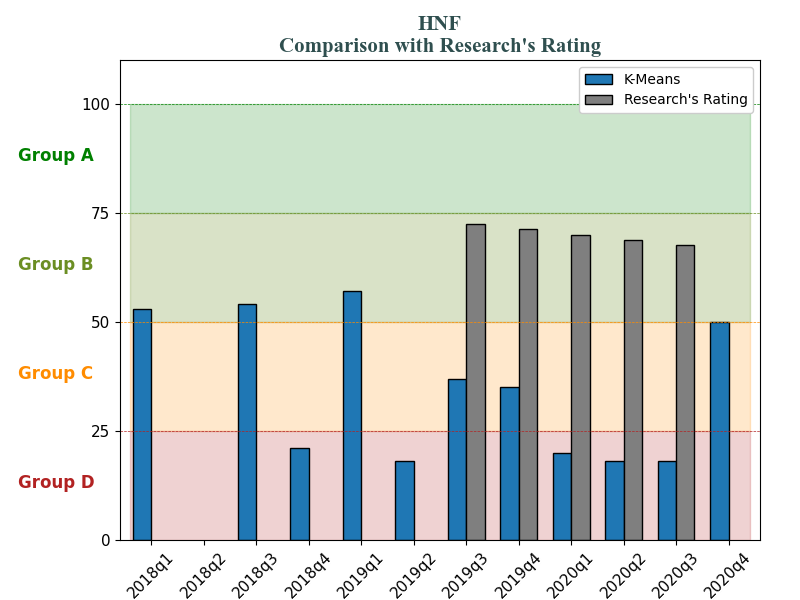 HNF
Comparison with Research's Rating
K-Means
Research's Rating
100
Group A
75
Group B
50
Group C
25
Group D
0
2018q1 2018q2 2018q3 2018q4 2019q1 2019q2 2019q3 2019q4 2020q1 2020q2 2020q3 2020q4